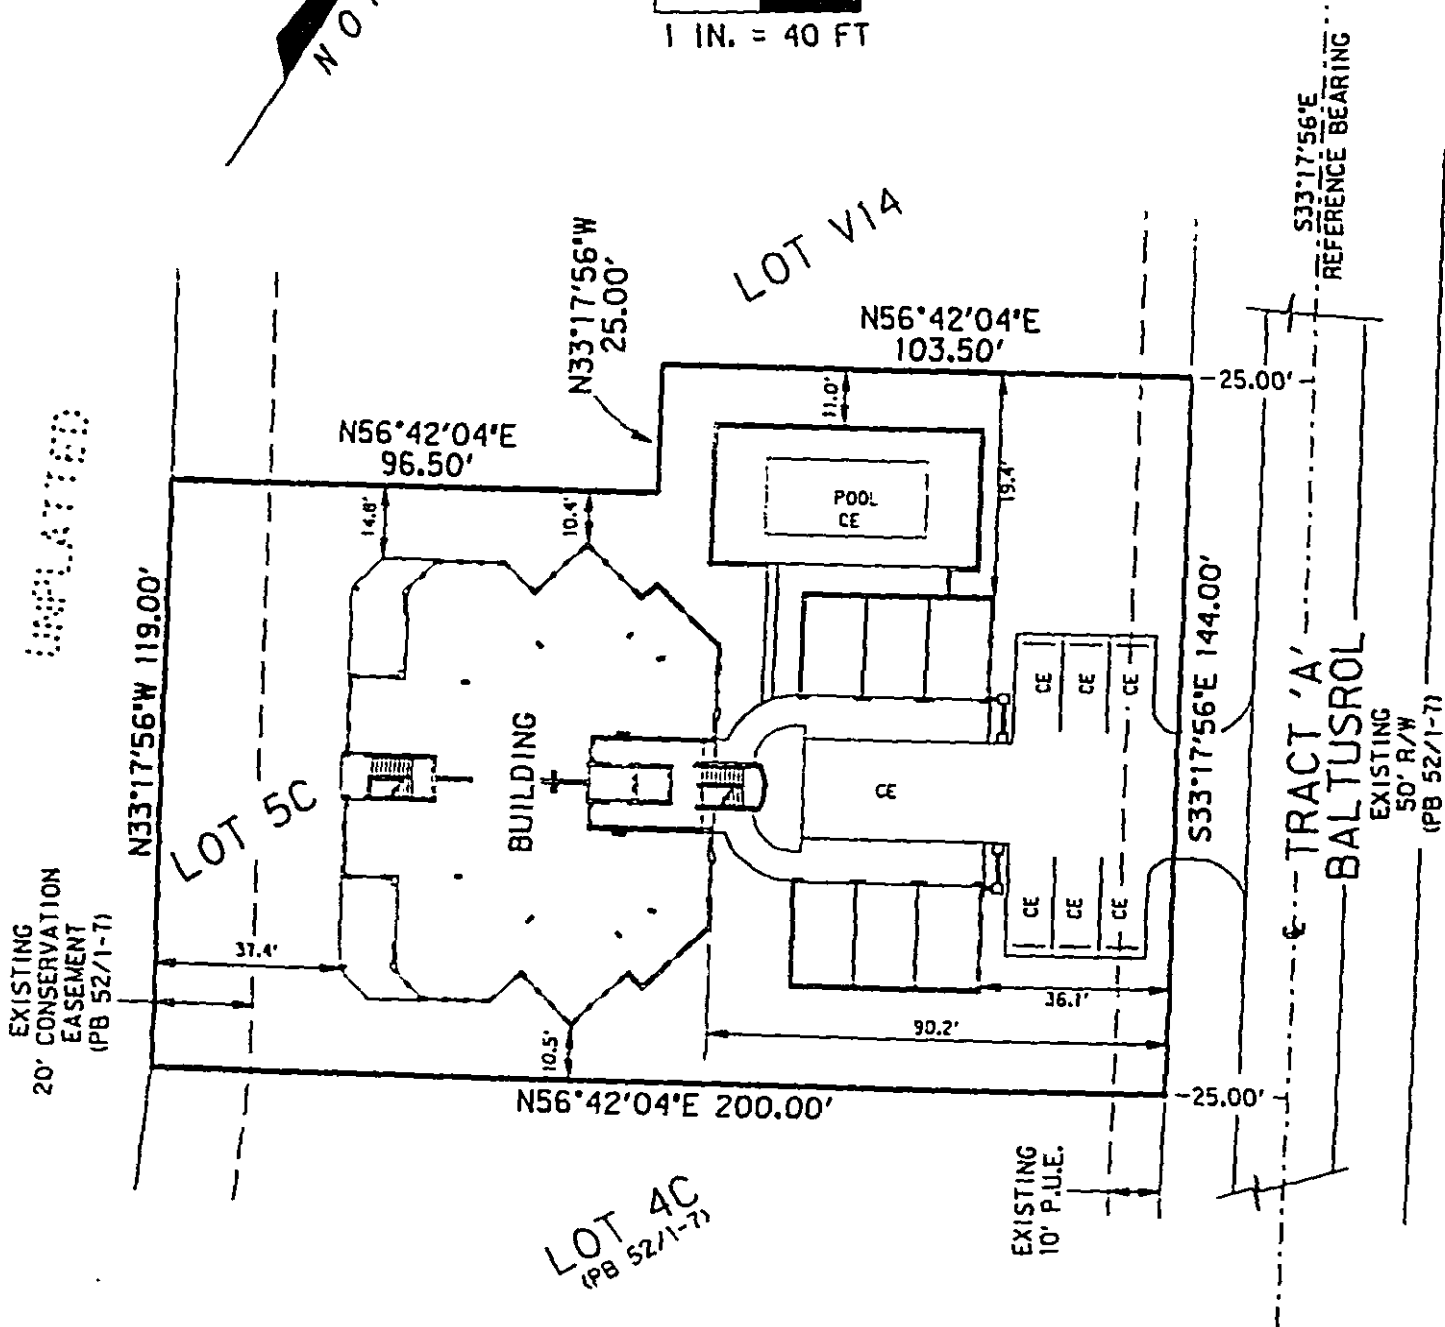 1 IN. = 40 FT
S33°17'56"E
REFERENCE BEARING
LOT V14
N33°17'56"W
25.00'
N56°42'04"E
103.50'
-25.00'
11.0'
19.4'
UNPLATTED
N56°42'04"E
96.50'
14.8'
10.4'
POOL
CE
N33°17'56"W 119.00'
S33°17'56"E 144.00'
CE
CE
CE
LOT 5C
BUILDING
CE
TRACT 'A'
BALTUSROL
EXISTING
50' R/W
(PB 52/1-7)
CE
CE
CE
EXISTING
20' CONSERVATION
EASEMENT
(PB 52/1-7)
37.4'
36.1'
90.2'
10.5'
N56°42'04"E 200.00'
-25.00'
EXISTING
10' P.U.E.
LOT 4C
(PB 52/1-7)